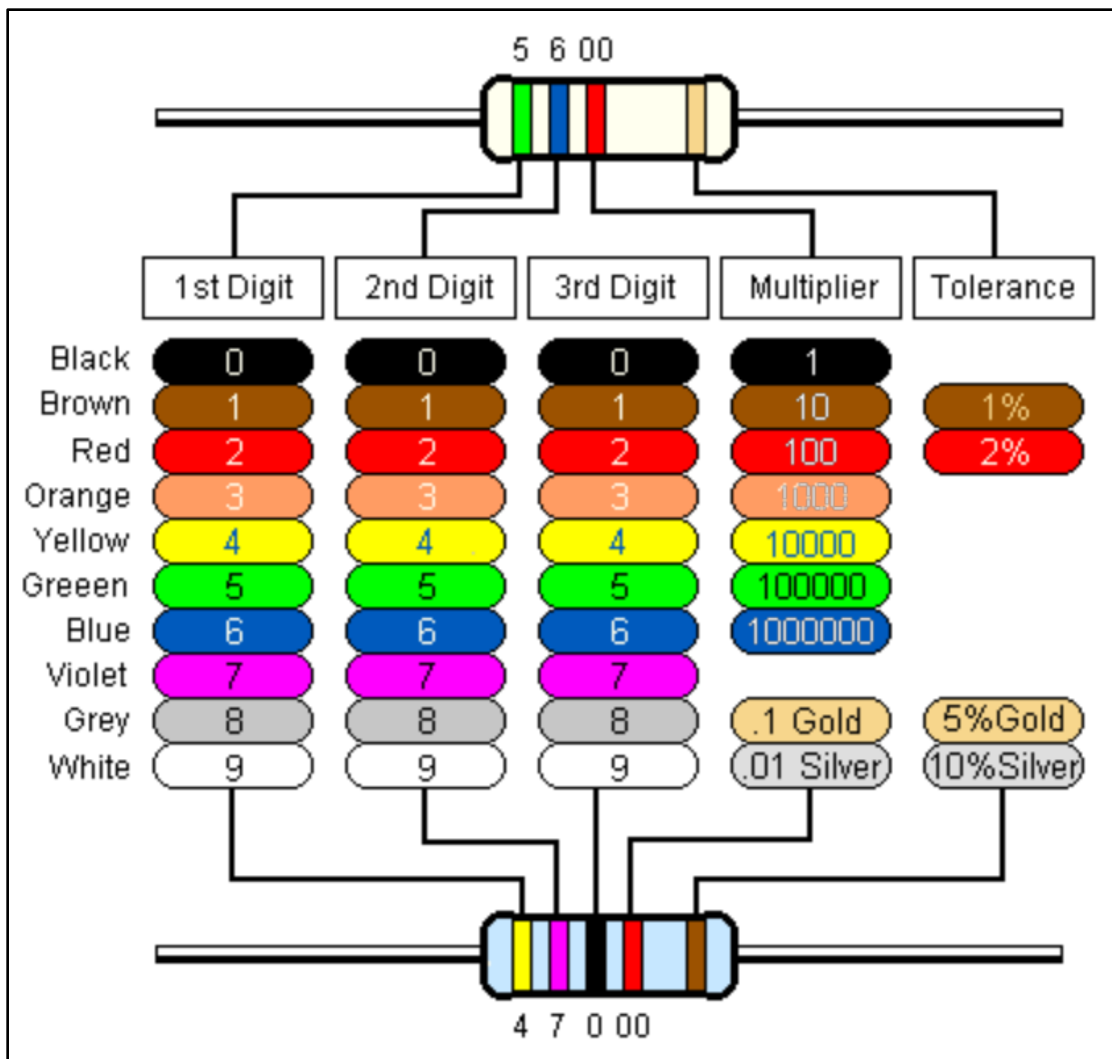 5 6 00
1st Digit 2nd Digit 3rd Digit Multiplier Tolerance
Black 0 0 0 1
Brown 1 1 1 10 1%
Red 2 2 2 100 2%
Orange 3 3 3 1000
Yellow 4 4 4 10000
Greeen 5 5 5 100000
Blue 6 6 6 1000000
Violet 7 7 7
Grey 8 8 8 .1 Gold 5%Gold
White 9 9 9 .01 Silver 10%Silver
4 7 0 00